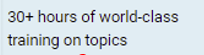 30+ hours of world-class
training on topics